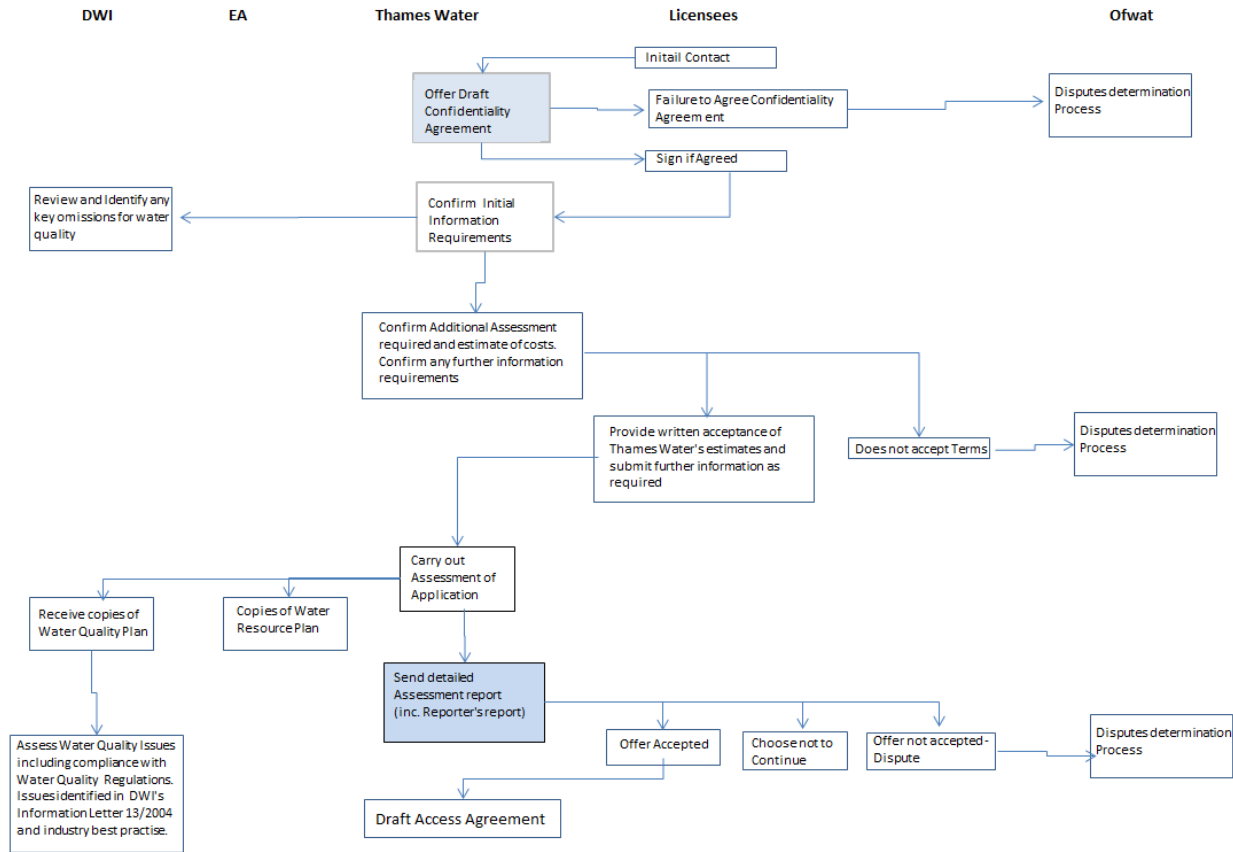 DWI
EA
Thames Water
Licensees
Ofwat
Initail Contact
Offer Draft
Confidentiality
Agreement
Failure to Agree Confidentiality
Agreement
Disputes determination
Process
Sign if Agreed
Review and Identify any
key omissions for water
quality
Confirm Initial
Information
Requirements
Confirm Additional Assessment
required and estimate of costs.
Confirm any further information
requirements
Provide written acceptance of
Thames Water's estimates and
submit further information as
required
Does not accept Terms
Disputes determination
Process
Carry out
Assessment of
Application
Receive copies of
Water Quality Plan
Copies of Water
Resource Plan
Send detailed
Assessment report
(inc. Reporter's report)
Offer Accepted
Choose not to
Continue
Offer not accepted-
Dispute
Disputes determination
Process
Assess Water Quality Issues
including compliance with
Water Quality Regulations.
Issues identified in DWI's
Information Letter 13/2004
and industry best practise.
Draft Access Agreement